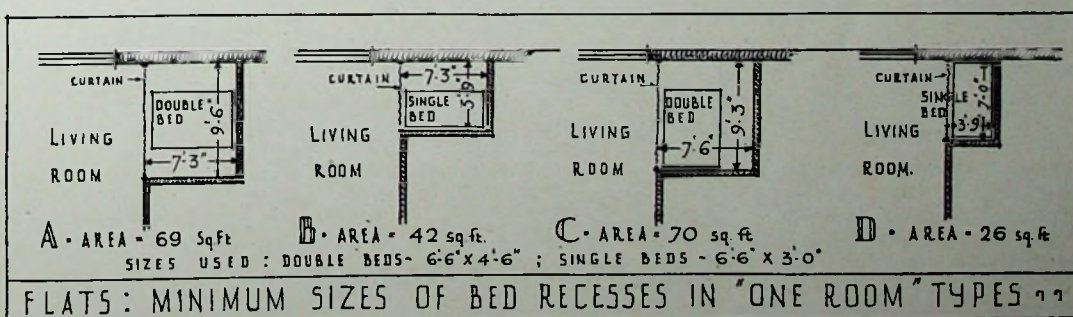 CURTAIN
DOUBLE BED
9'-6"
7'-3"
LIVING ROOM
A · AREA = 69 Sq.Ft
CURTAIN
7'-3"
5'-9"
SINGLE BED
LIVING ROOM
B · AREA = 42 sq.ft.
CURTAIN
DOUBLE BED
9'-3"
7'-6"
LIVING ROOM
C · AREA = 70 sq.ft
CURTAIN
SINGLE BED
7'-0"
3'-9"
LIVING ROOM.
D · AREA = 26 sq.ft
SIZES USED : DOUBLE BEDS - 6'-6" X 4'-6" ; SINGLE BEDS - 6'-6" X 3'-0"
FLATS : MINIMUM SIZES OF BED RECESSES IN "ONE ROOM" TYPES